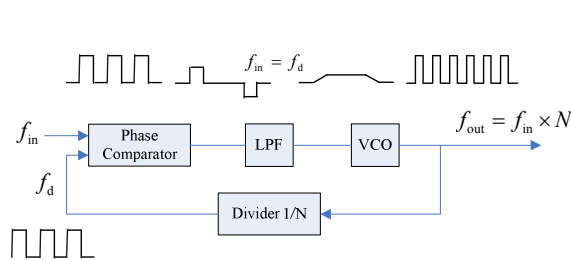 f_in = f_d
f_out = f_in × N
f_in
Phase
Comparator
LPF
VCO
f_d
Divider 1/N